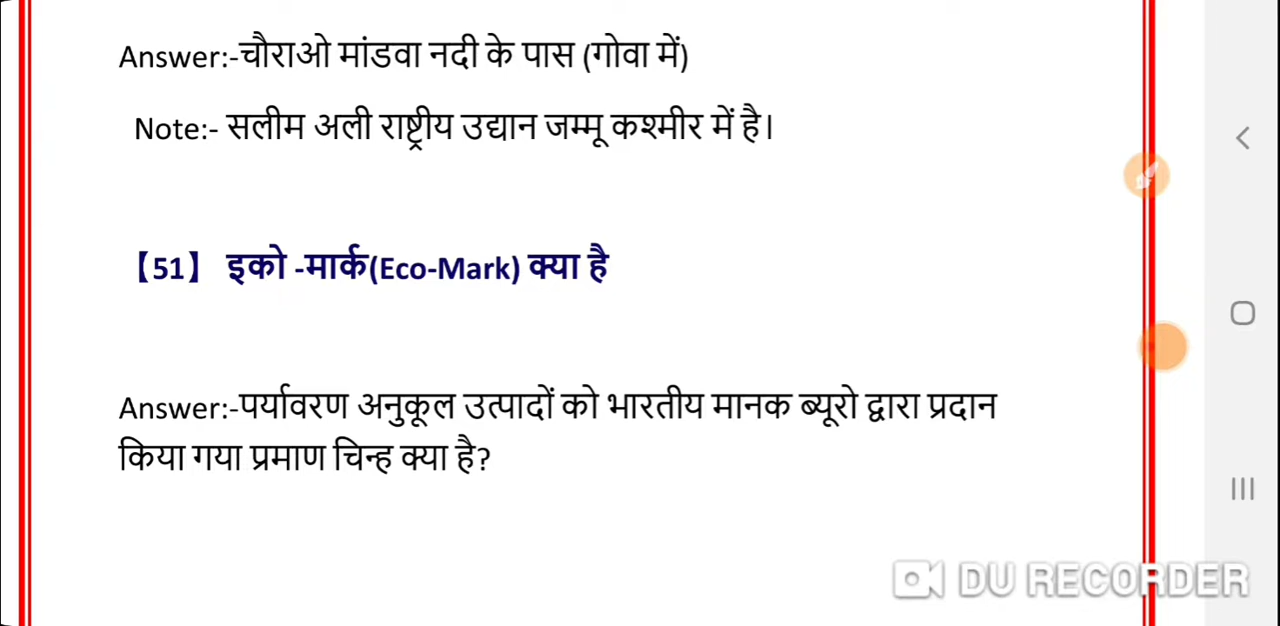 Answer:-चौराओ मांडवा नदी के पास (गोवा में)
Note:- सलीम अली राष्ट्रीय उद्यान जम्मू कश्मीर में है।
【51】 इको -मार्क(Eco-Mark) क्या है
Answer:-पर्यावरण अनुकूल उत्पादों को भारतीय मानक ब्यूरो द्वारा प्रदान
किया गया प्रमाण चिन्ह क्या है?
DU RECORDER